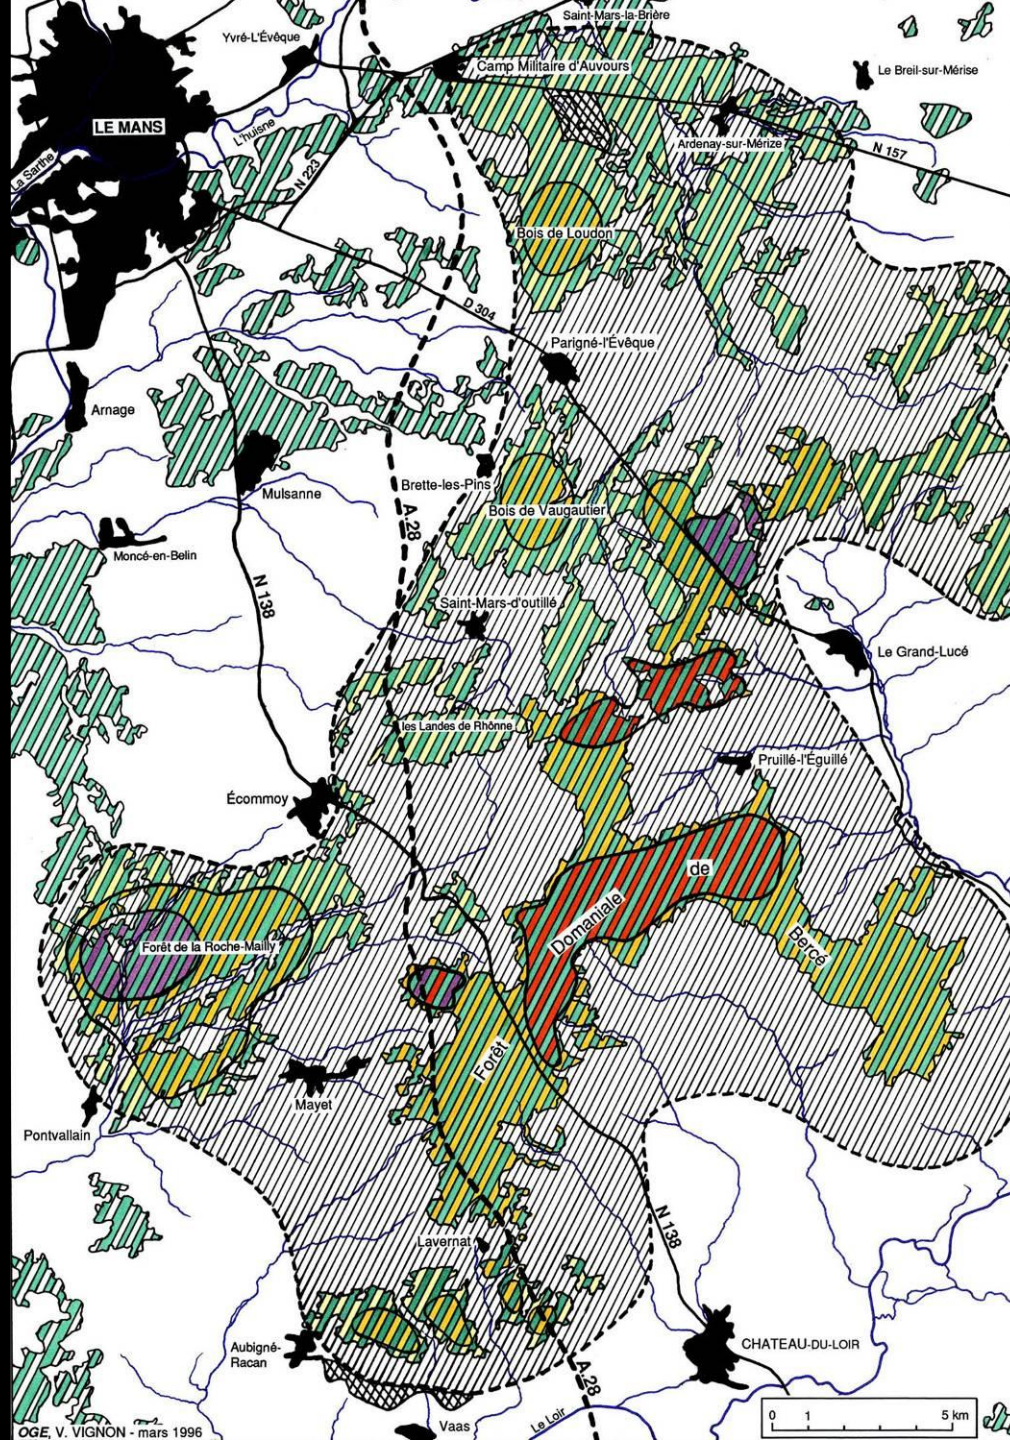 Saint-Mars-la-Brière
Yvré-L'Évêque
Camp Militaire d'Auvours
Le Breil-sur-Mérise
LE MANS
L'huisne
Ardenay-sur-Mérize
N 157
La Sarthe
N 223
Bois de Loudon
D 304
Parigné-l'Évêque
Arnage
Brette-les-Pins
Mulsanne
Bois de Vaugautier
A.28
Moncé-en-Belin
N 138
Saint-Mars-d'outillé
Le Grand-Lucé
les Landes de Rhônne
Pruillé-l'Éguillé
Écommoy
de
Domaniale
Bercé
Forêt de la Roche-Mailly
Forêt
Mayet
Pontvallain
N 138
Lavernat
Aubigné-
Racan
CHATEAU-DU-LOIR
A.28
Le Loir
Vaas
0 1 5 km
OGE, V. VIGNON - mars 1996